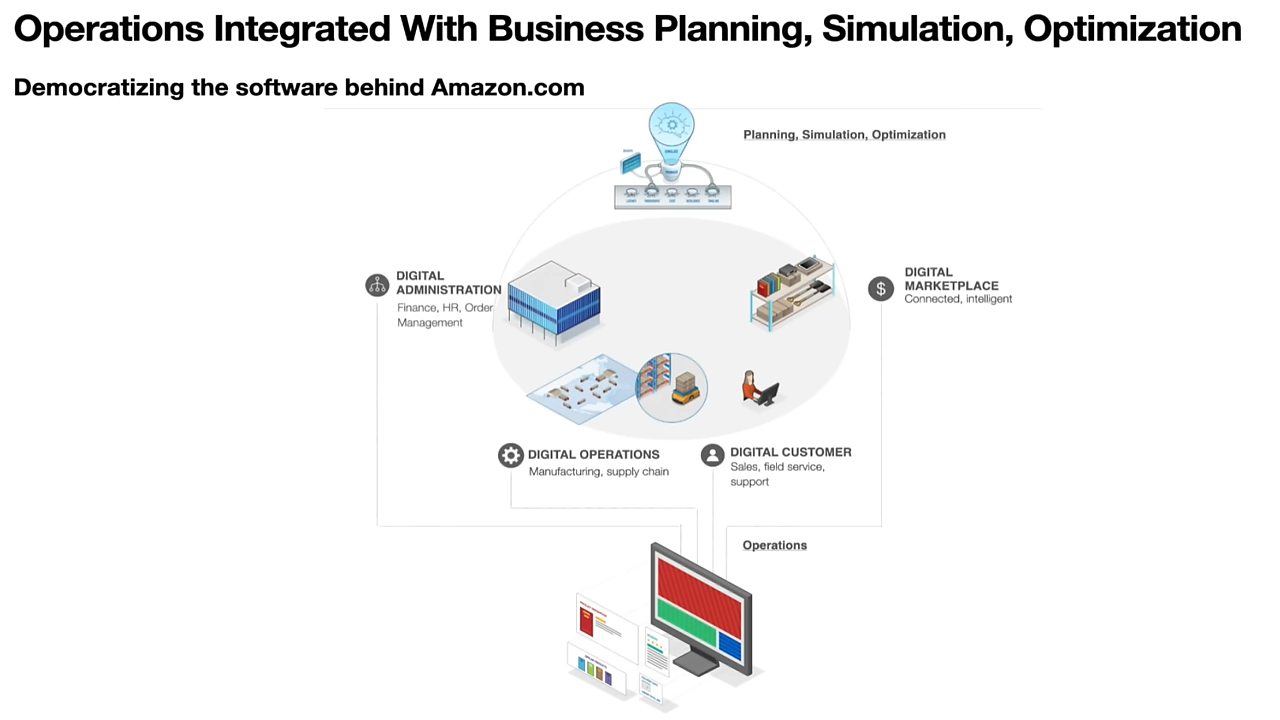 Operations Integrated With Business Planning, Simulation, Optimization
Democratizing the software behind Amazon.com
Planning, Simulation, Optimization
DIGITAL
ADMINISTRATION
Finance, HR, Order
Management
DIGITAL
MARKETPLACE
Connected, intelligent
DIGITAL OPERATIONS
Manufacturing, supply chain
DIGITAL CUSTOMER
Sales, field service,
support
Operations